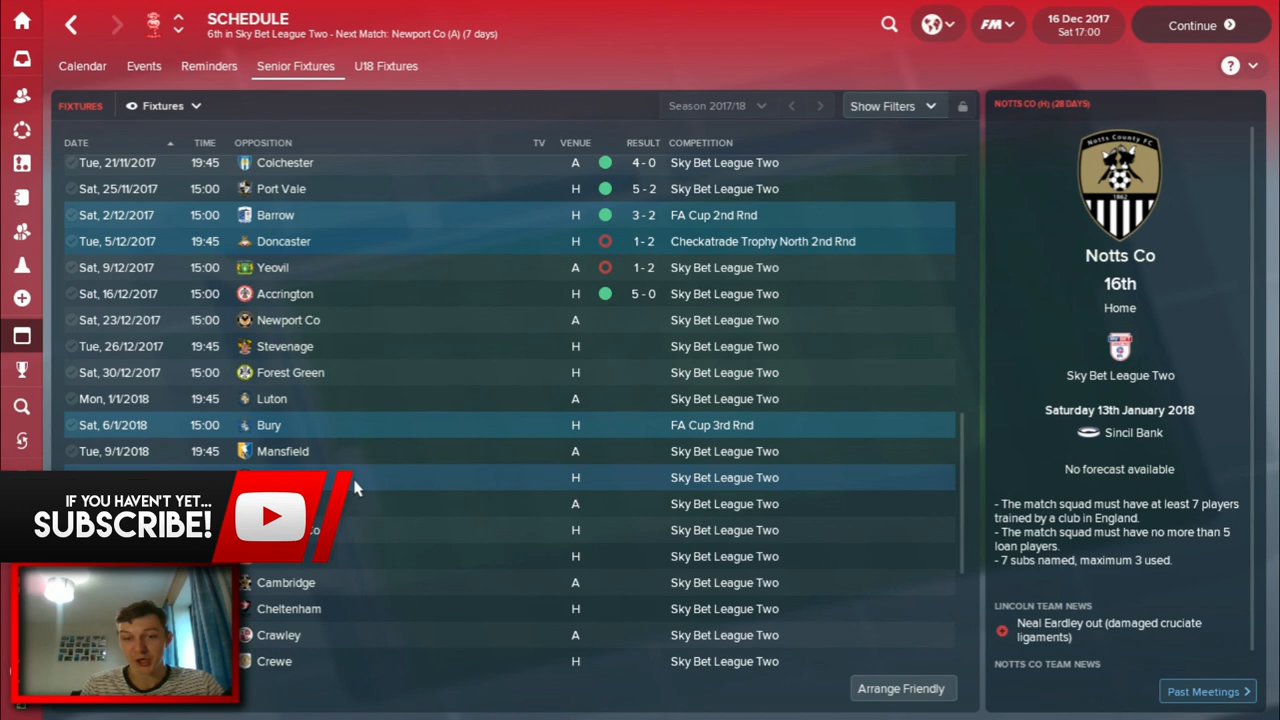 SCHEDULE
6th in Sky Bet League Two - Next Match: Newport Co (A) (7 days)
FM
16 Dec 2017
Sat 17:00
Continue
Calendar Events Reminders Senior Fixtures U18 Fixtures
?
FIXTURES Fixtures Season 2017/18 Show Filters
DATE TIME OPPOSITION TV VENUE RESULT COMPETITION
Tue, 21/11/2017 19:45 Colchester A 4 - 0 Sky Bet League Two
Sat, 25/11/2017 15:00 Port Vale H 5 - 2 Sky Bet League Two
Sat, 2/12/2017 15:00 Barrow H 3 - 2 FA Cup 2nd Rnd
Tue, 5/12/2017 19:45 Doncaster H 1 - 2 Checkatrade Trophy North 2nd Rnd
Sat, 9/12/2017 15:00 Yeovil A 1 - 2 Sky Bet League Two
Sat, 16/12/2017 15:00 Accrington H 5 - 0 Sky Bet League Two
Sat, 23/12/2017 15:00 Newport Co A Sky Bet League Two
Tue, 26/12/2017 19:45 Stevenage H Sky Bet League Two
Sat, 30/12/2017 15:00 Forest Green H Sky Bet League Two
Mon, 1/1/2018 19:45 Luton A Sky Bet League Two
Sat, 6/1/2018 15:00 Bury H FA Cup 3rd Rnd
Tue, 9/1/2018 19:45 Mansfield A Sky Bet League Two
H Sky Bet League Two
A Sky Bet League Two
Co H Sky Bet League Two
H Sky Bet League Two
Cambridge A Sky Bet League Two
Cheltenham H Sky Bet League Two
Crawley A Sky Bet League Two
Crewe H Sky Bet League Two
Arrange Friendly
IF YOU HAVEN'T YET...
SUBSCRIBE!
NOTTS CO (H) (28 DAYS)
Notts County FC
1862
Notts Co
16th
Home
SKY BET
Sky Bet League Two
Saturday 13th January 2018
Sincil Bank
No forecast available
- The match squad must have at least 7 players
trained by a club in England.
- The match squad must have no more than 5
loan players.
- 7 subs named, maximum 3 used.
LINCOLN TEAM NEWS
Neal Eardley out (damaged cruciate
ligaments)
NOTTS CO TEAM NEWS
Past Meetings